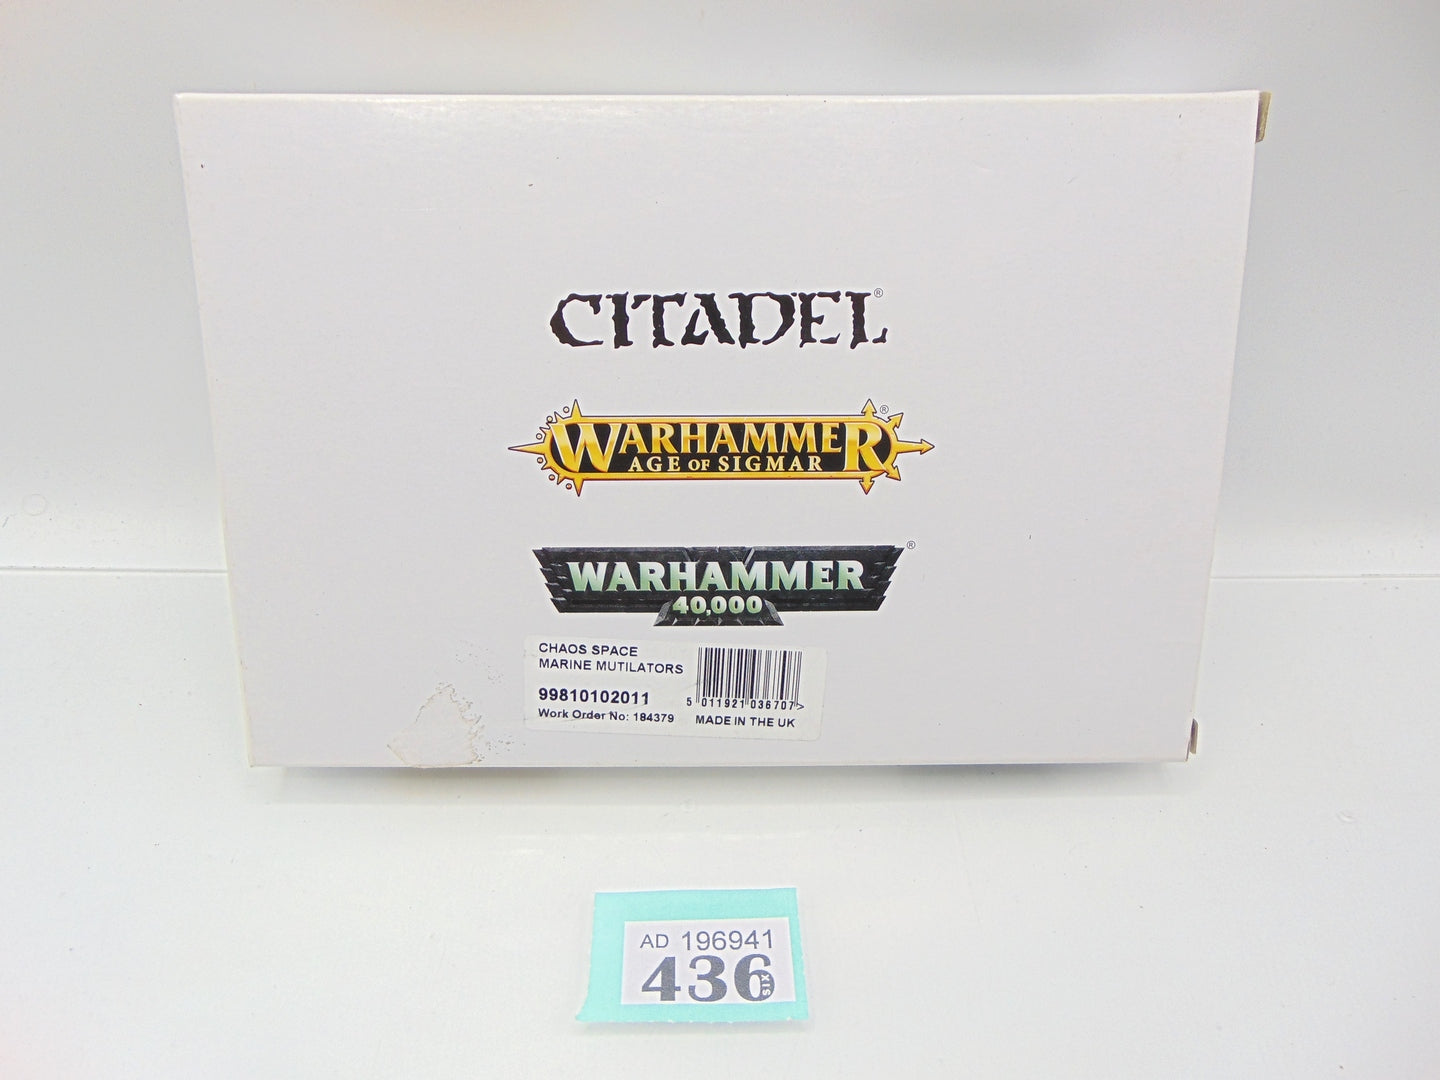 CITADEL®
WARHAMMER®
AGE OF SIGMAR
WARHAMMER®
40,000
CHAOS SPACE
MARINE MUTILATORS
99810102011
Work Order No: 184379
5 011921 036707 >
MADE IN THE UK
AD 196941
436
SIX